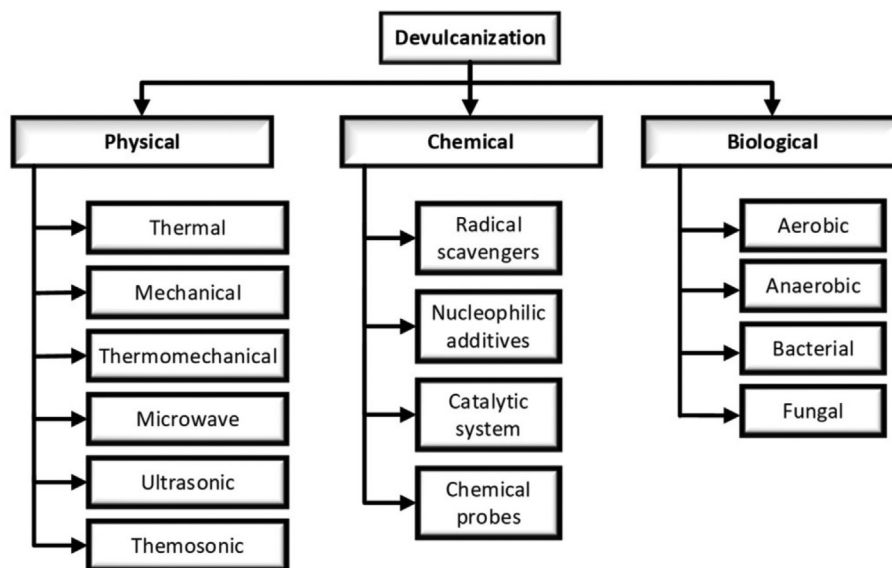 Devulcanization
Physical
Thermal
Mechanical
Thermomechanical
Microwave
Ultrasonic
Themosonic
Chemical
Radical
scavengers
Nucleophilic
additives
Catalytic
system
Chemical
probes
Biological
Aerobic
Anaerobic
Bacterial
Fungal